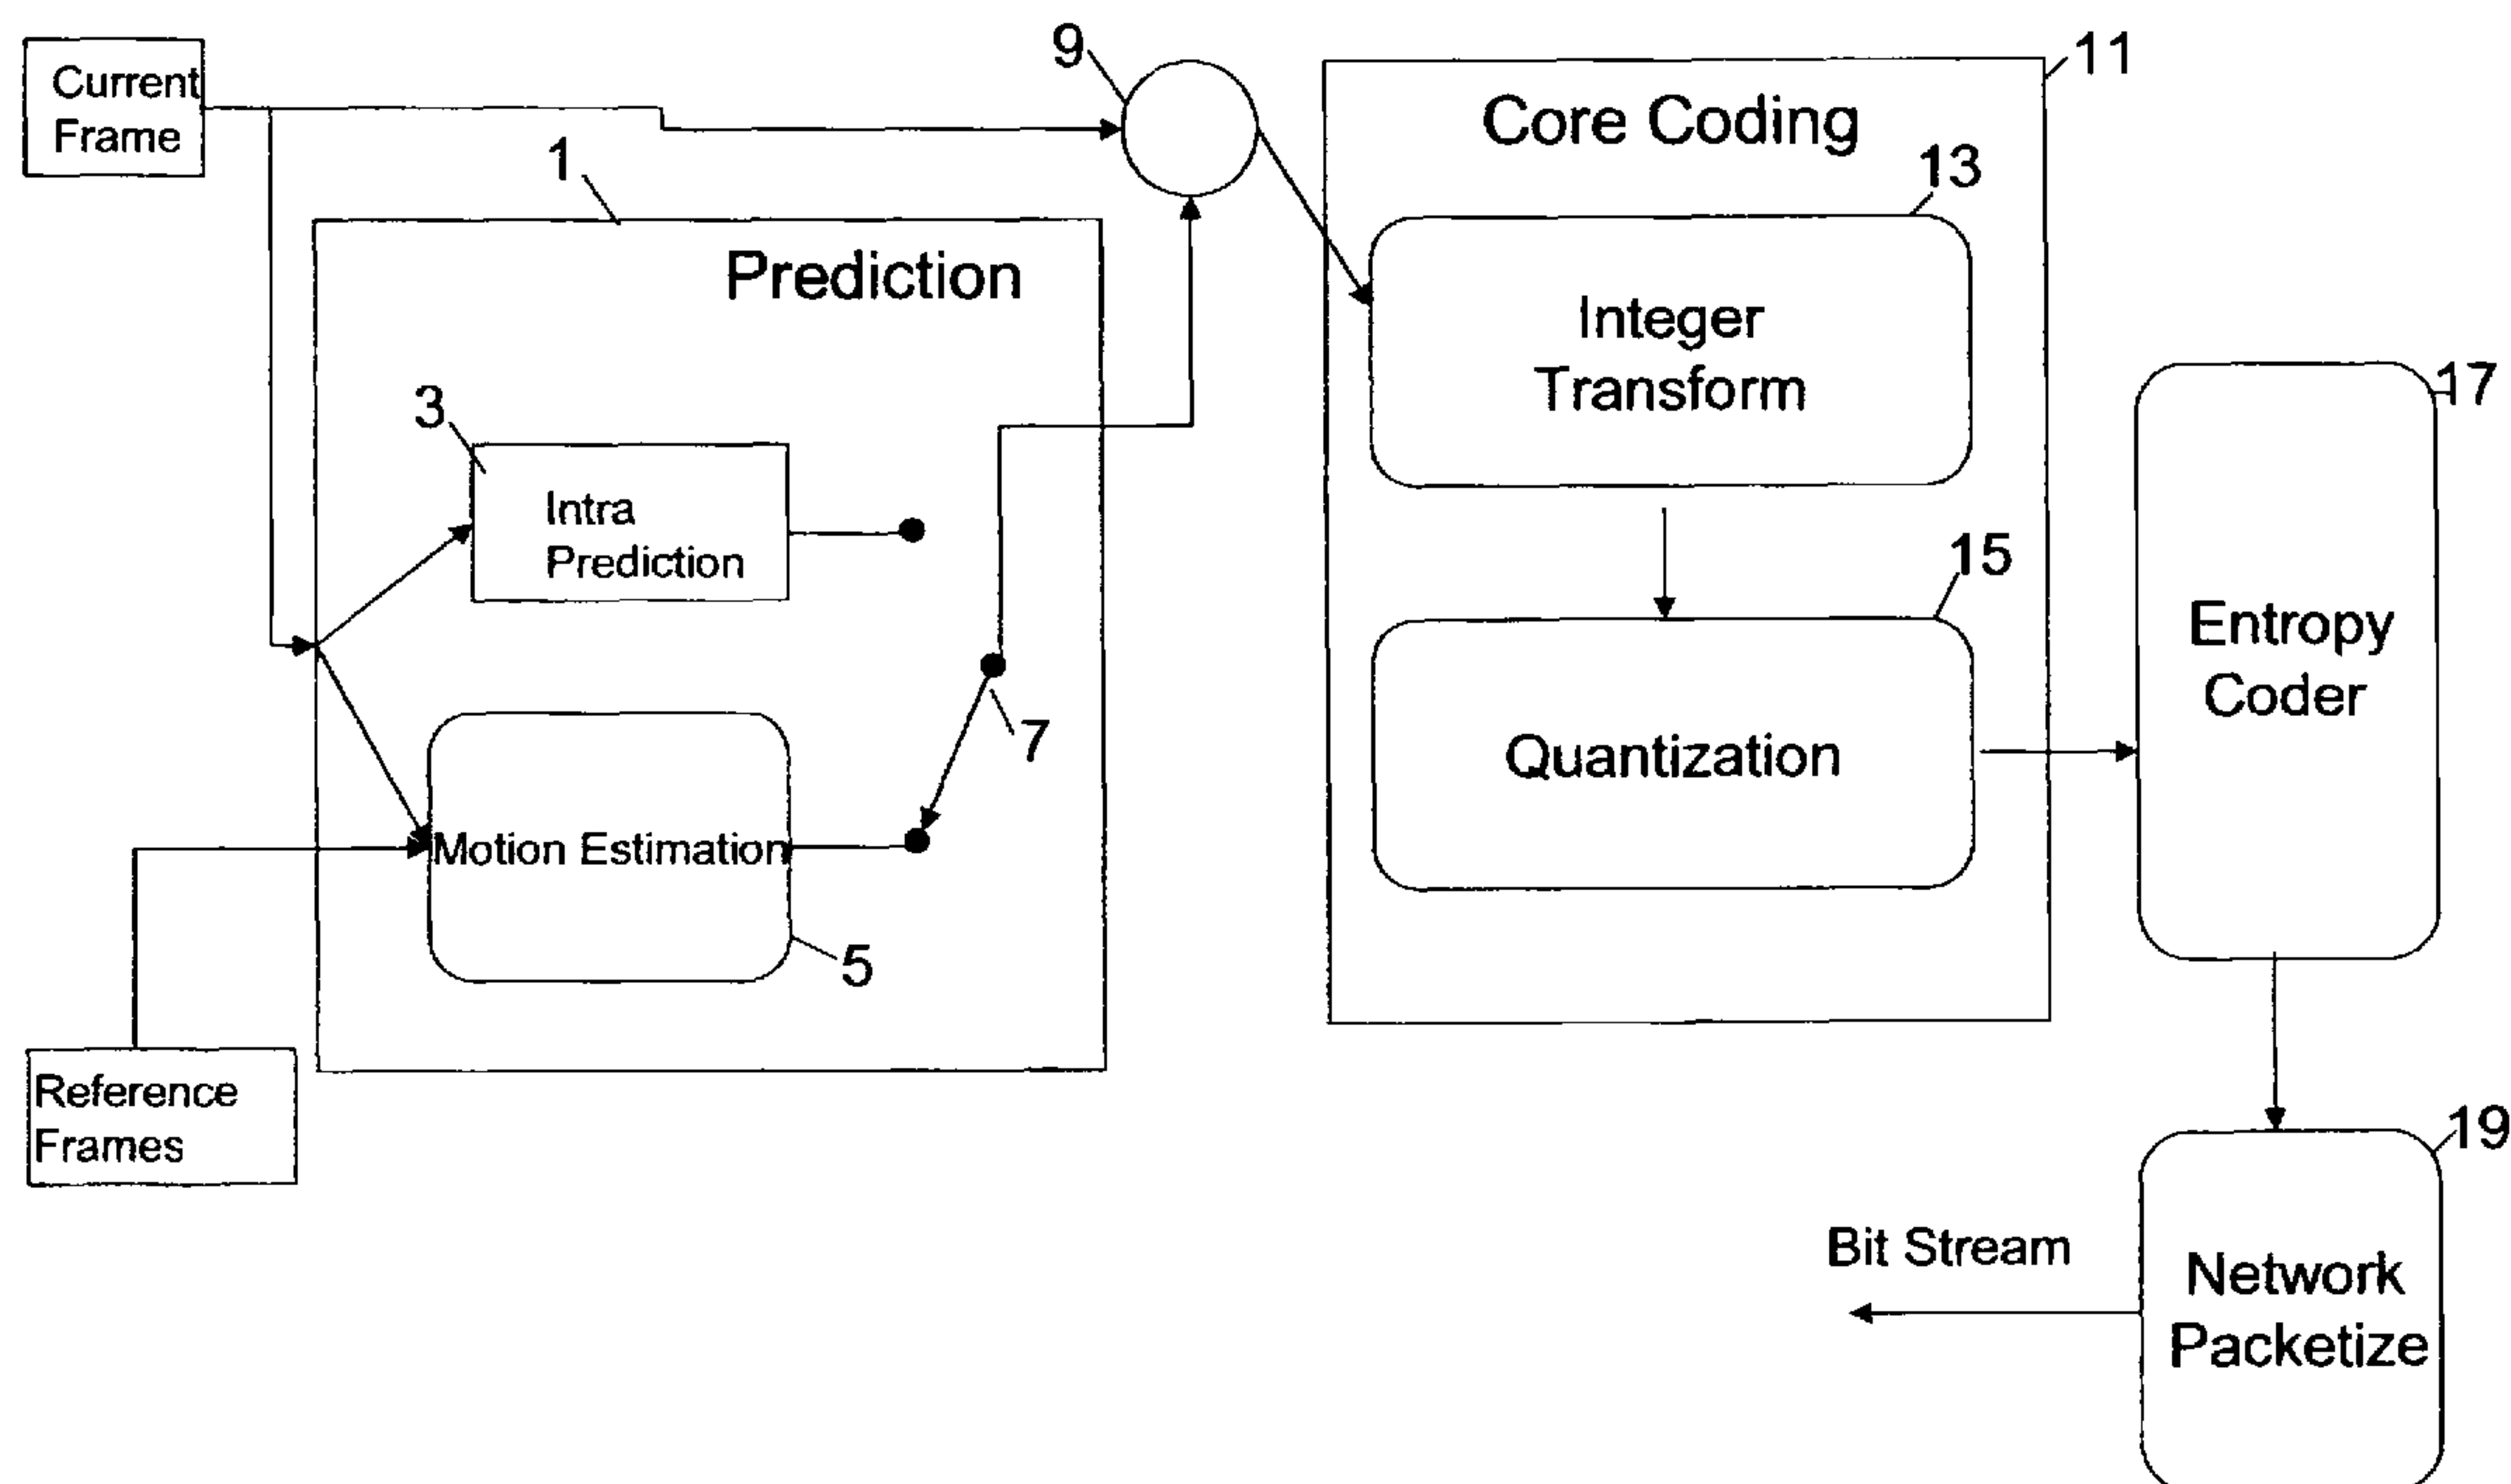 Current
Frame
9
11
Core Coding
1
13
Prediction
Integer
Transform
3
17
Intra
Prediction
15
Entropy
Coder
7
Quantization
Motion Estimation
5
Reference
Frames
19
Bit Stream
Network
Packetize